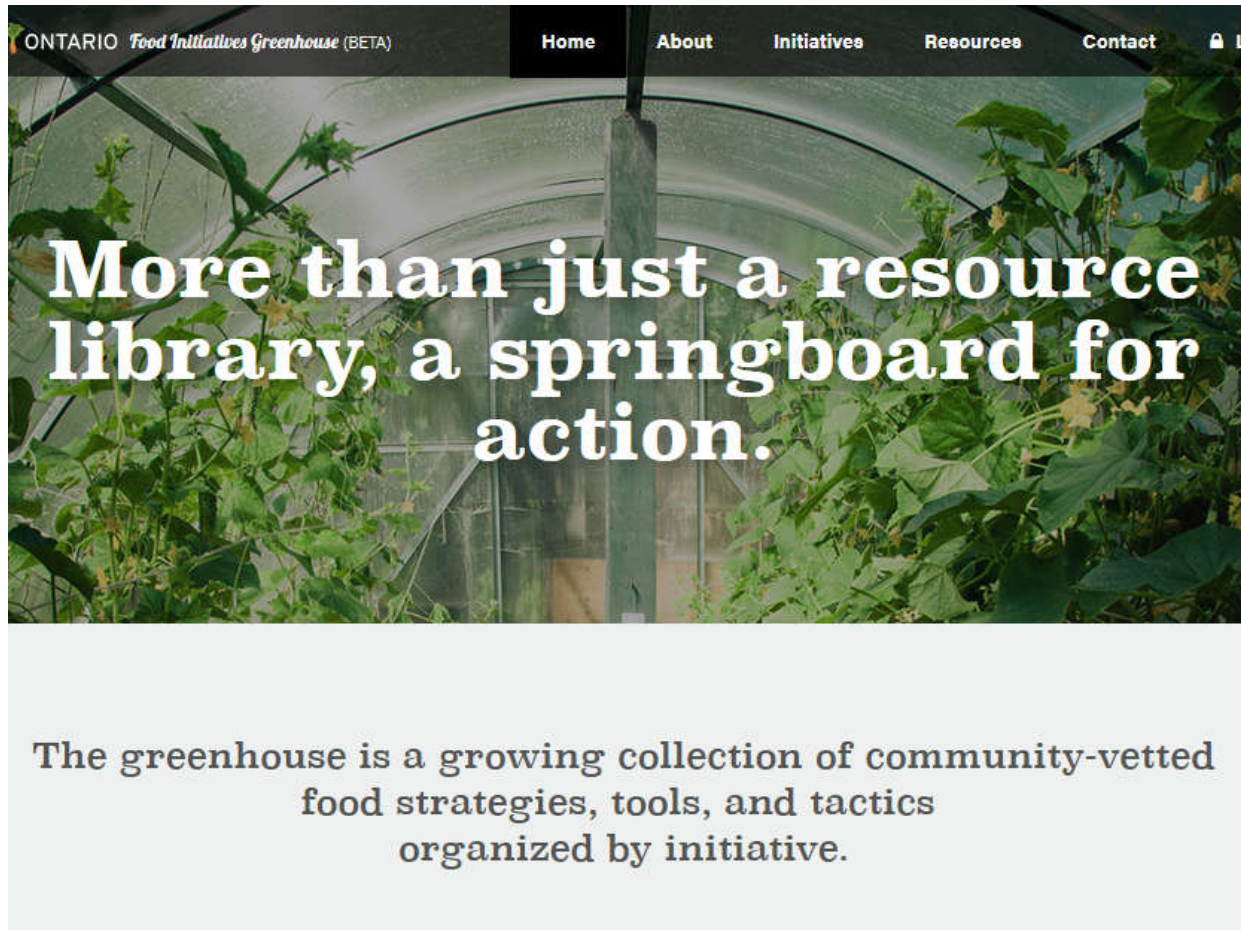 ONTARIO Food Initiatives Greenhouse (BETA) Home About Initiatives Resources Contact
More than just a resource
library, a springboard for
action.
The greenhouse is a growing collection of community-vetted
food strategies, tools, and tactics
organized by initiative.